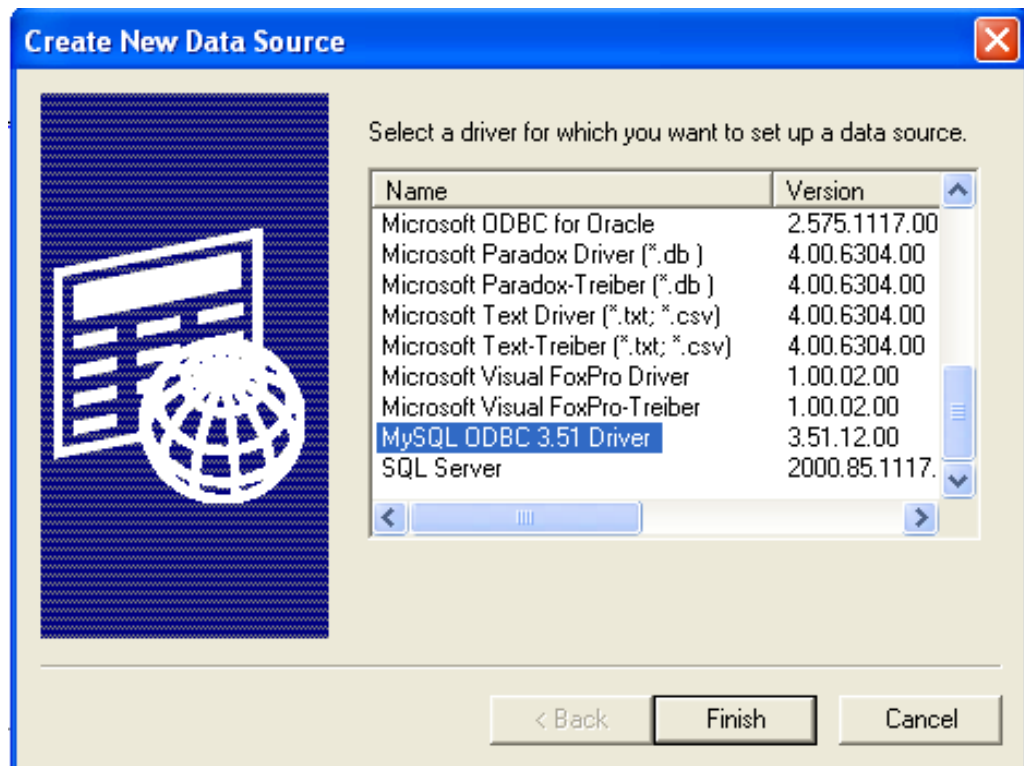 Create New Data Source
Select a driver for which you want to set up a data source.
Name Version
Microsoft ODBC for Oracle 2.575.1117.00
Microsoft Paradox Driver (*.db ) 4.00.6304.00
Microsoft Paradox-Treiber (*.db ) 4.00.6304.00
Microsoft Text Driver (*.txt; *.csv) 4.00.6304.00
Microsoft Text-Treiber (*.txt; *.csv) 4.00.6304.00
Microsoft Visual FoxPro Driver 1.00.02.00
Microsoft Visual FoxPro-Treiber 1.00.02.00
MySQL ODBC 3.51 Driver 3.51.12.00
SQL Server 2000.85.1117.
< Back Finish Cancel